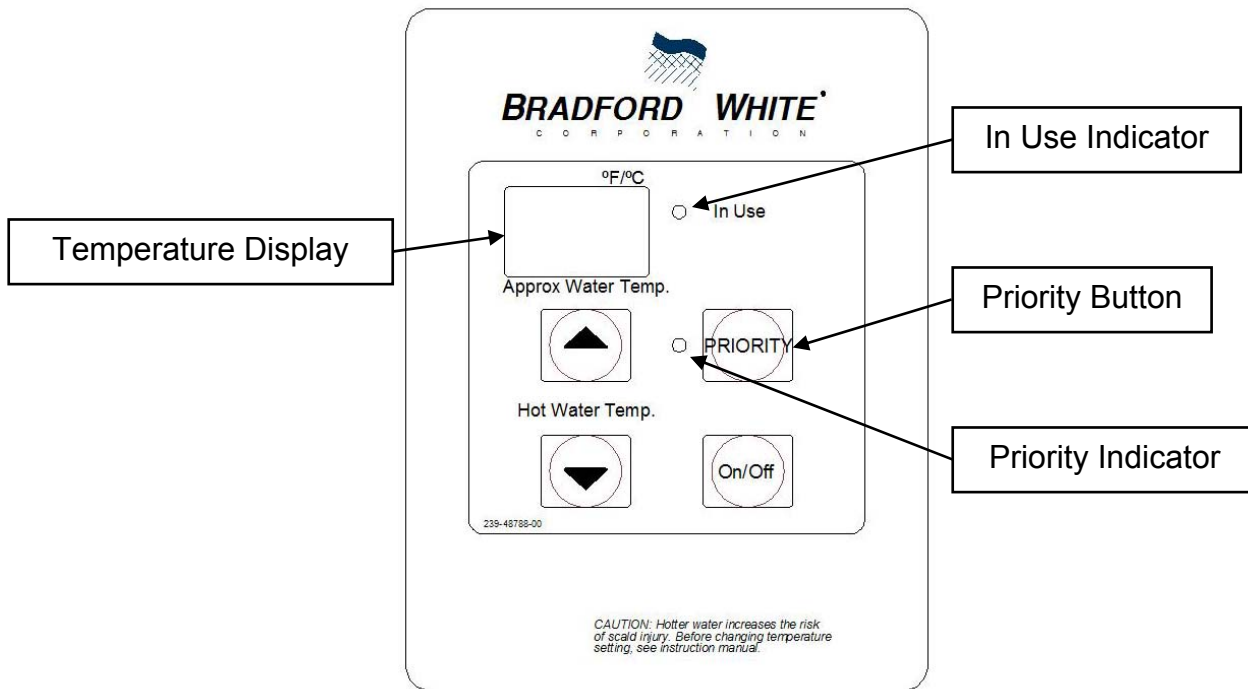 BRADFORD WHITE
CORPORATION
In Use Indicator
ºF/ºC
In Use
Temperature Display
Approx Water Temp.
Priority Button
PRIORITY
Hot Water Temp.
Priority Indicator
On/Off
239-48788-00
CAUTION: Hotter water increases the risk
of scald injury. Before changing temperature
setting, see instruction manual.